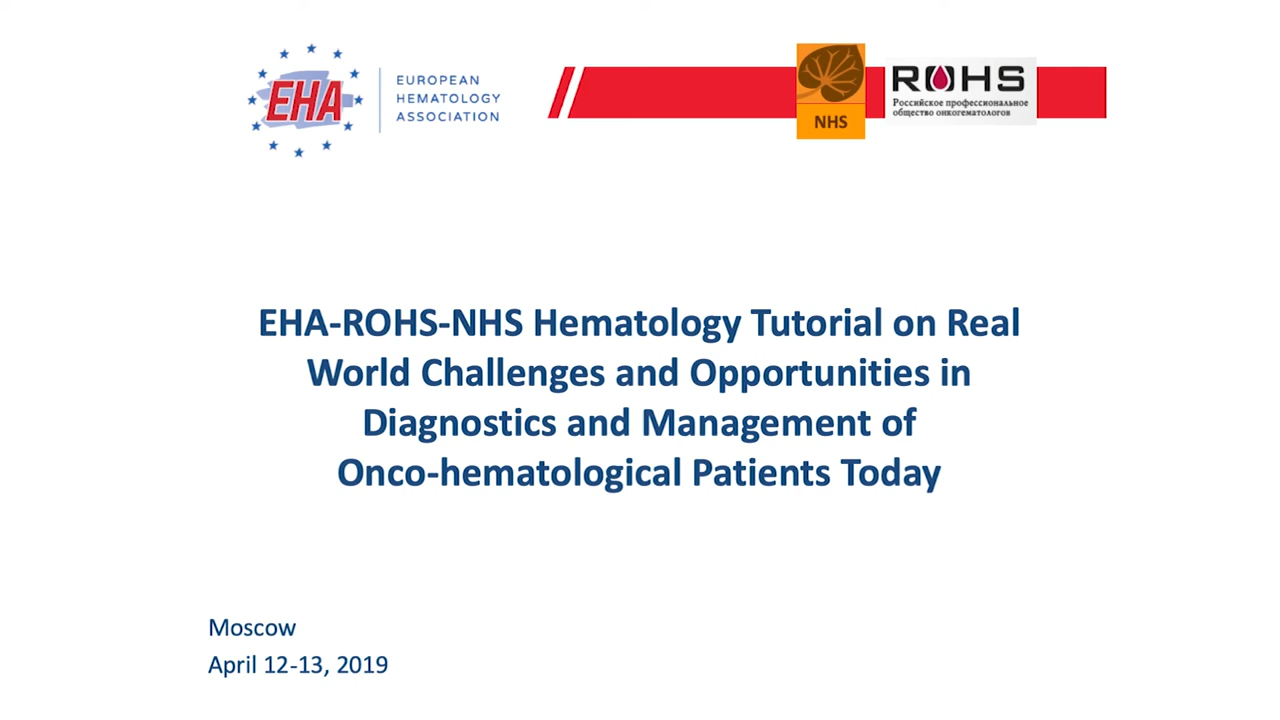 EHA
EUROPEAN
HEMATOLOGY
ASSOCIATION
NHS
ROHS
Российское профессиональное
общество онкогематологов
EHA-ROHS-NHS Hematology Tutorial on Real
World Challenges and Opportunities in
Diagnostics and Management of
Onco-hematological Patients Today
Moscow
April 12-13, 2019